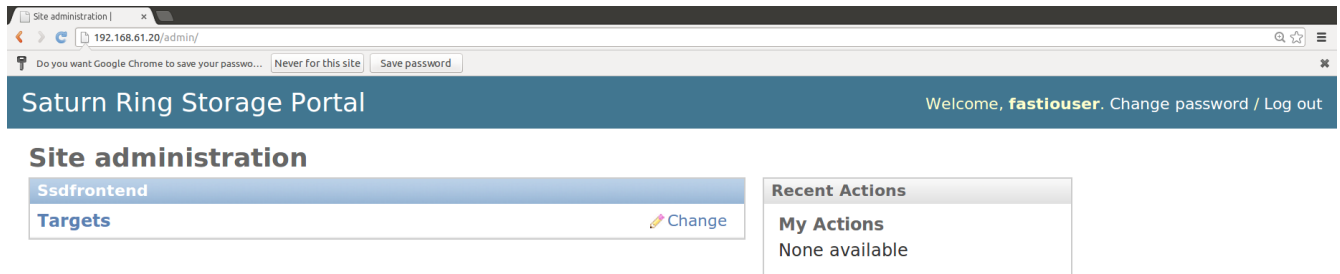 Site administration |
192.168.61.20/admin/
Do you want Google Chrome to save your passwo... Never for this site Save password
Saturn Ring Storage Portal Welcome, fastiouser. Change password / Log out
Site administration
Ssdfrontend
Targets Change
Recent Actions
My Actions
None available